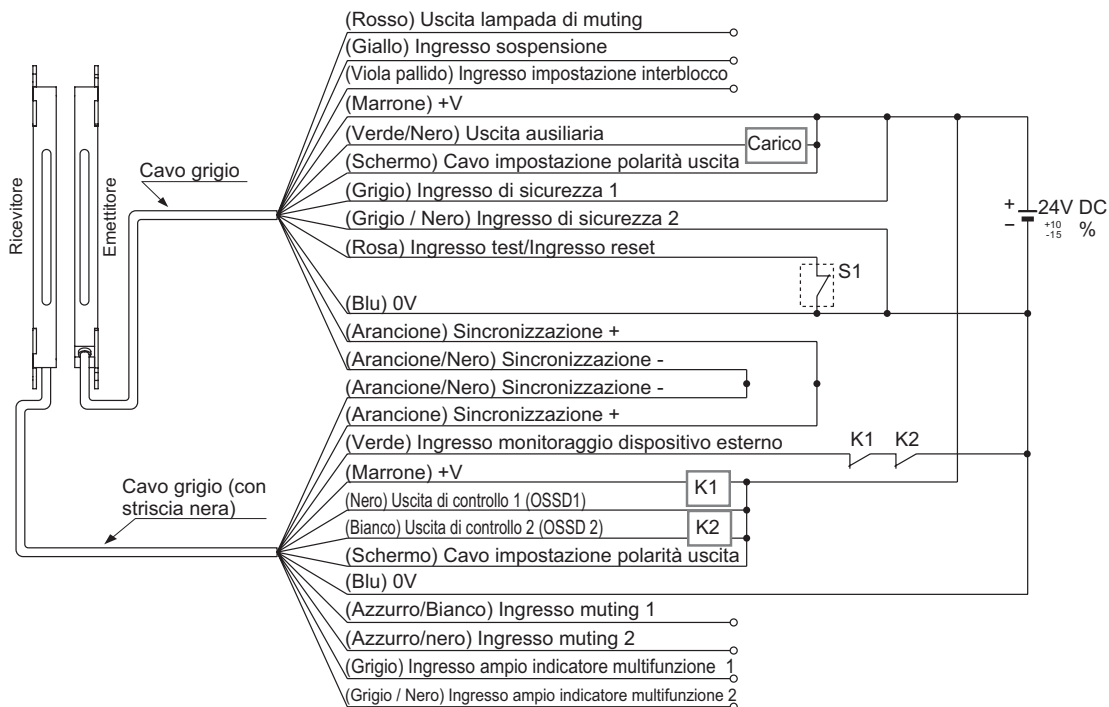 (Rosso) Uscita lampada di muting
(Giallo) Ingresso sospensione
(Viola pallido) Ingresso impostazione interblocco
(Marrone) +V
(Verde/Nero) Uscita ausiliaria
Carico
(Schermo) Cavo impostazione polarità uscita
Cavo grigio
(Grigio) Ingresso di sicurezza 1
(Grigio / Nero) Ingresso di sicurezza 2
(Rosa) Ingresso test/Ingresso reset
Ricevitore
Emettitore
+
−
24V DC
+10
-15
%
S1
(Blu) 0V
(Arancione) Sincronizzazione +
(Arancione/Nero) Sincronizzazione -
(Arancione/Nero) Sincronizzazione -
(Arancione) Sincronizzazione +
(Verde) Ingresso monitoraggio dispositivo esterno
K1
K2
(Marrone) +V
K1
Cavo grigio (con
striscia nera)
(Nero) Uscita di controllo 1 (OSSD1)
(Bianco) Uscita di controllo 2 (OSSD 2)
K2
(Schermo) Cavo impostazione polarità uscita
(Blu) 0V
(Azzurro/Bianco) Ingresso muting 1
(Azzurro/nero) Ingresso muting 2
(Grigio) Ingresso ampio indicatore multifunzione 1
(Grigio / Nero) Ingresso ampio indicatore multifunzione 2